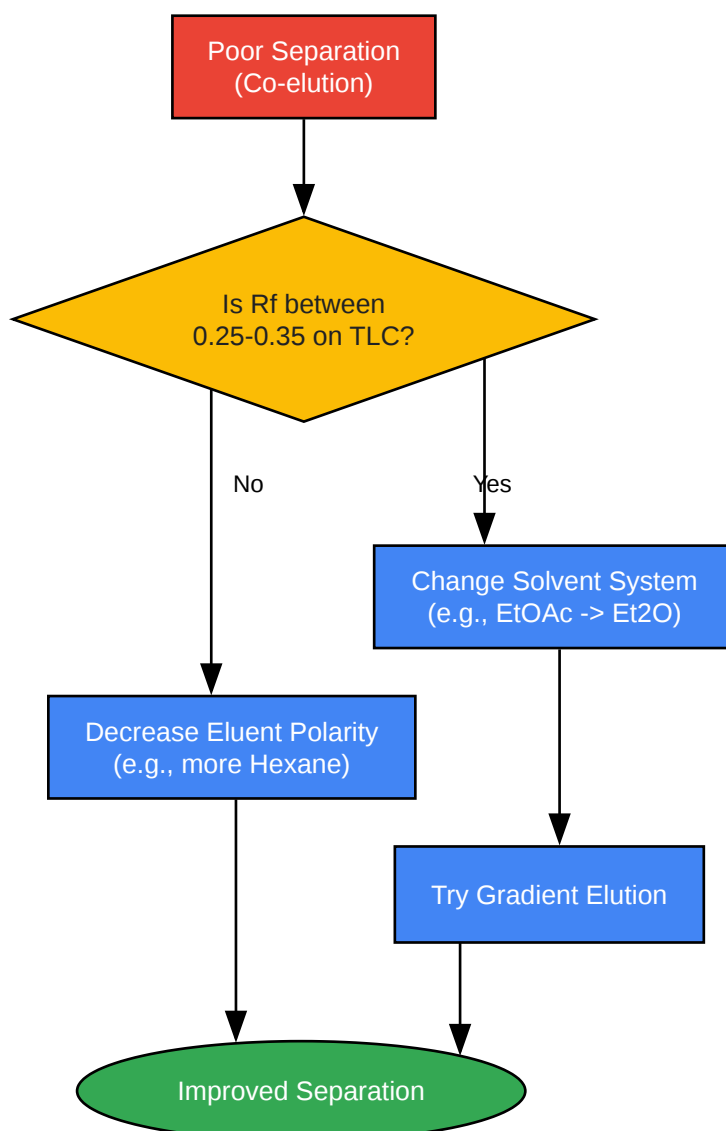 Poor Separation
(Co-elution)
Is Rf between
0.25-0.35 on TLC?
No
Yes
Change Solvent System
(e.g., EtOAc -> Et2O)
Decrease Eluent Polarity
(e.g., more Hexane)
Try Gradient Elution
Improved Separation